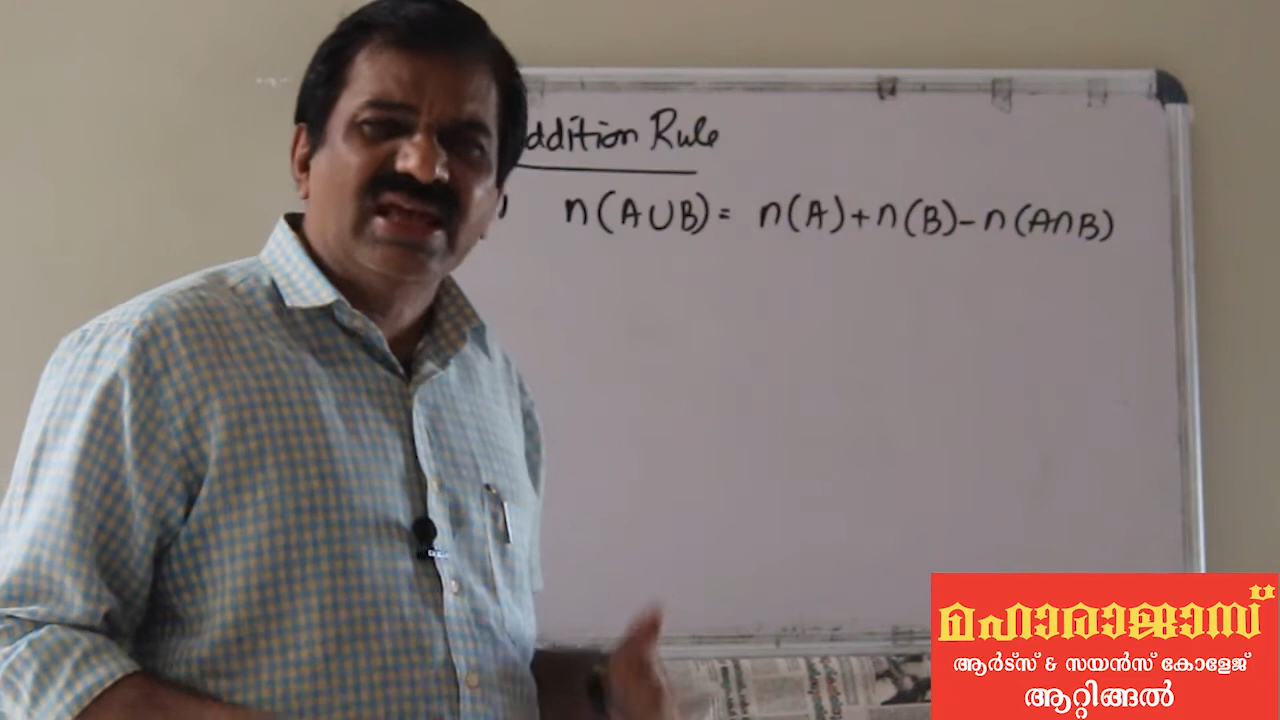 ddition Rule
n(A∪B) = n(A)+n(B)-n(A∩B)
മഹാരാജാസ്
ആർട്സ് & സയൻസ് കോളേജ്
ആറ്റിങ്ങൽ